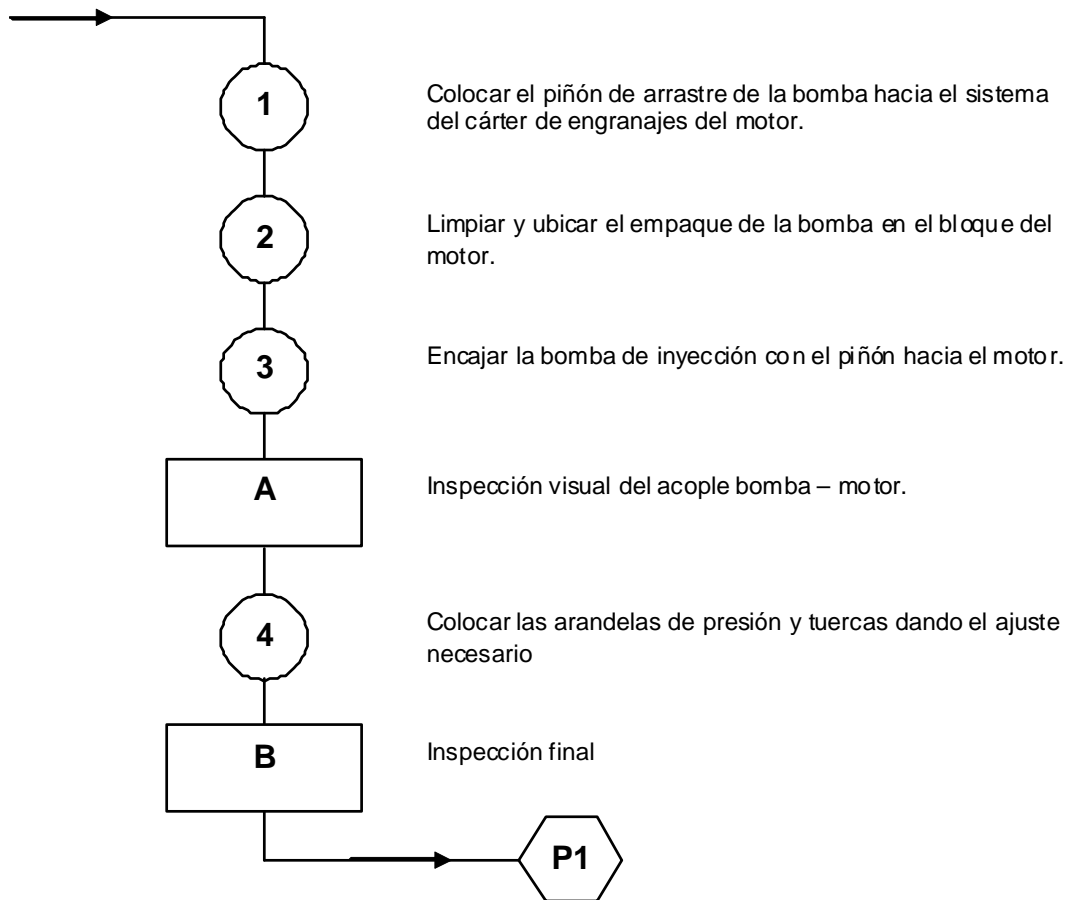 1
Colocar el piñón de arrastre de la bomba hacia el sistema
del cárter de engranajes del motor.
2
Limpiar y ubicar el empaque de la bomba en el bloque del
motor.
3
Encajar la bomba de inyección con el piñón hacia el motor.
A
Inspección visual del acople bomba – motor.
4
Colocar las arandelas de presión y tuercas dando el ajuste
necesario
B
Inspección final
P1